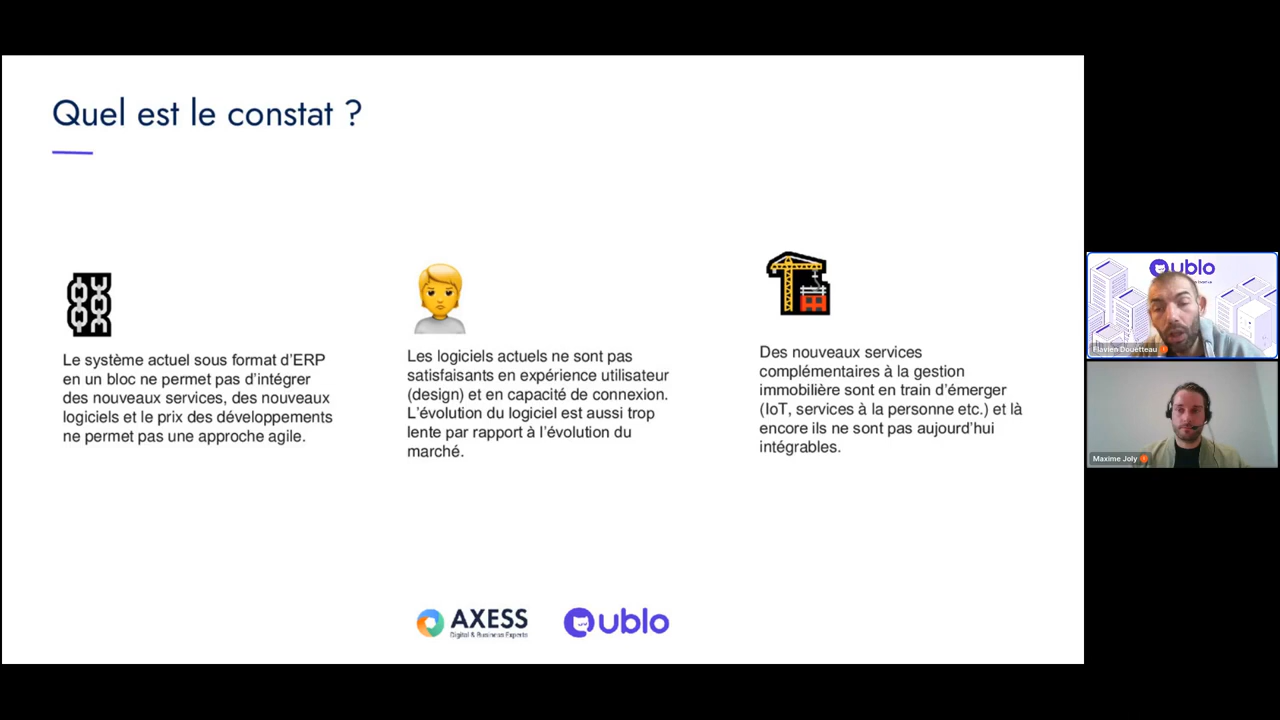 Quel est le constat ?
Le système actuel sous format d'ERP
en un bloc ne permet pas d'intégrer
des nouveaux services, des nouveaux
logiciels et le prix des développements
ne permet pas une approche agile.
Les logiciels actuels ne sont pas
satisfaisants en expérience utilisateur
(design) et en capacité de connexion.
L'évolution du logiciel est aussi trop
lente par rapport à l'évolution du
marché.
Des nouveaux services
complémentaires à la gestion
immobilière sont en train d'émerger
(IoT, services à la personne etc.) et là
encore ils ne sont pas aujourd'hui
intégrables.
AXESS
Digital & Business Experts
ublo
ublo
Flavien Douetteau
Maxime Joly